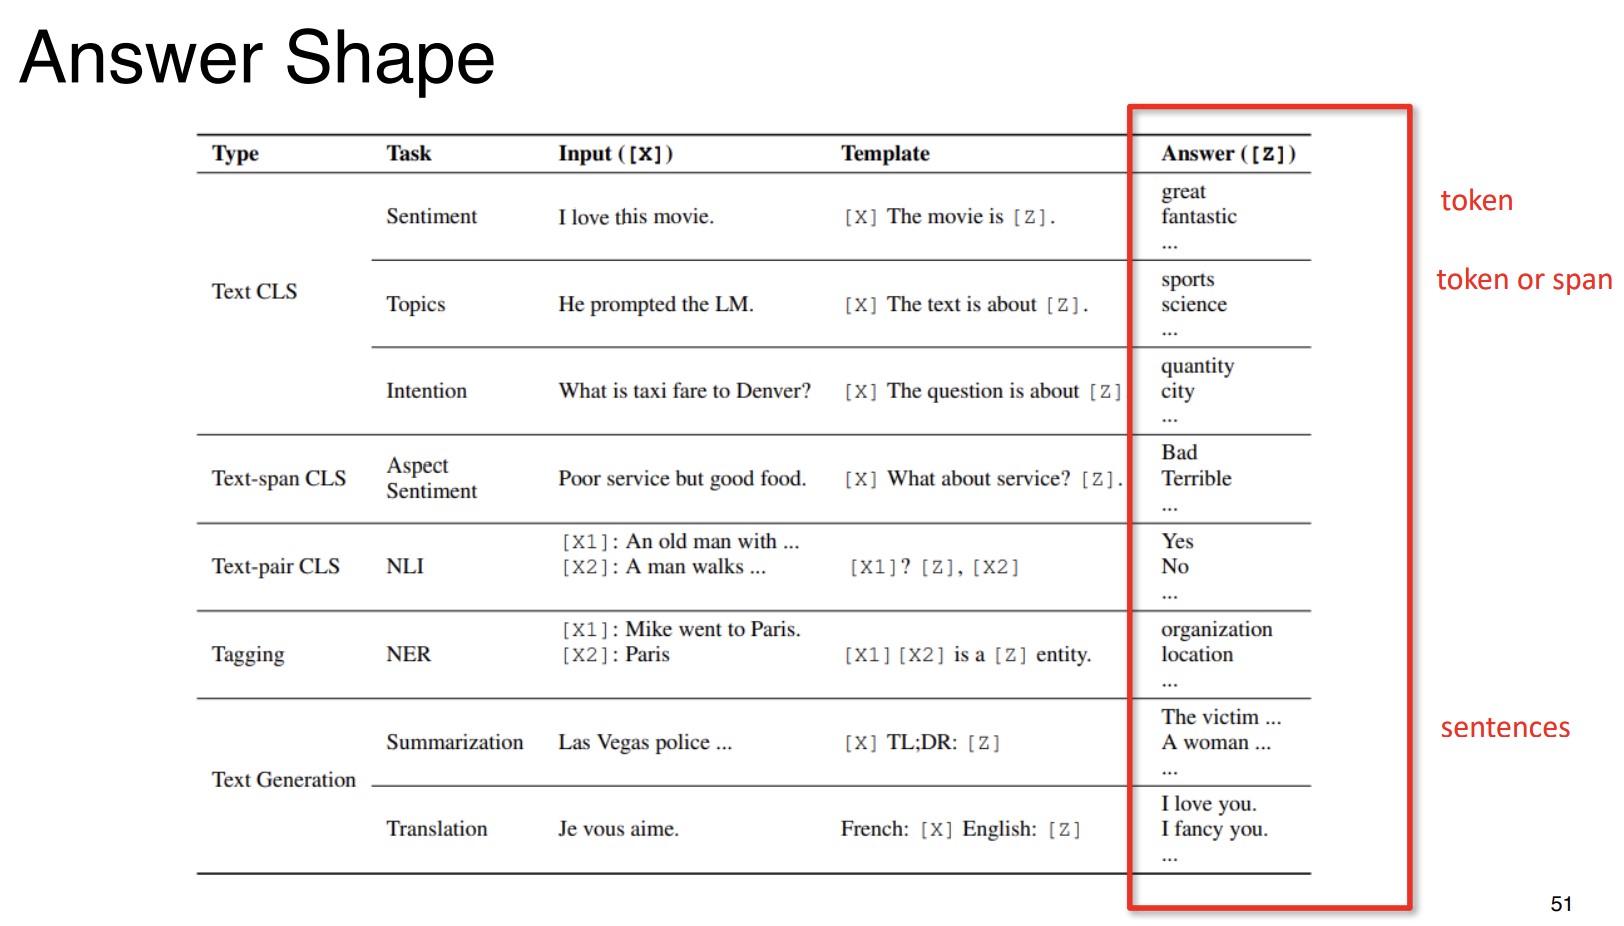 Answer Shape
Type Task Input ([X]) Template Answer ([Z])
great
Sentiment I love this movie. [X] The movie is [Z]. fantastic
...
token
sports
Topics He prompted the LM. [X] The text is about [Z]. science
...
token or span
Text CLS
quantity
Intention What is taxi fare to Denver? [X] The question is about [Z] city
...
Bad
Text-span CLS Aspect Sentiment Poor service but good food. [X] What about service? [Z]. Terrible
...
[X1]: An old man with ... Yes
Text-pair CLS NLI [X2]: A man walks ... [X1]? [Z], [X2] No
...
[X1]: Mike went to Paris. organization
Tagging NER [X2]: Paris [X1] [X2] is a [Z] entity. location
...
The victim ...
Summarization Las Vegas police ... [X] TL;DR: [Z] A woman ...
...
sentences
Text Generation
I love you.
Translation Je vous aime. French: [X] English: [Z] I fancy you.
...
51